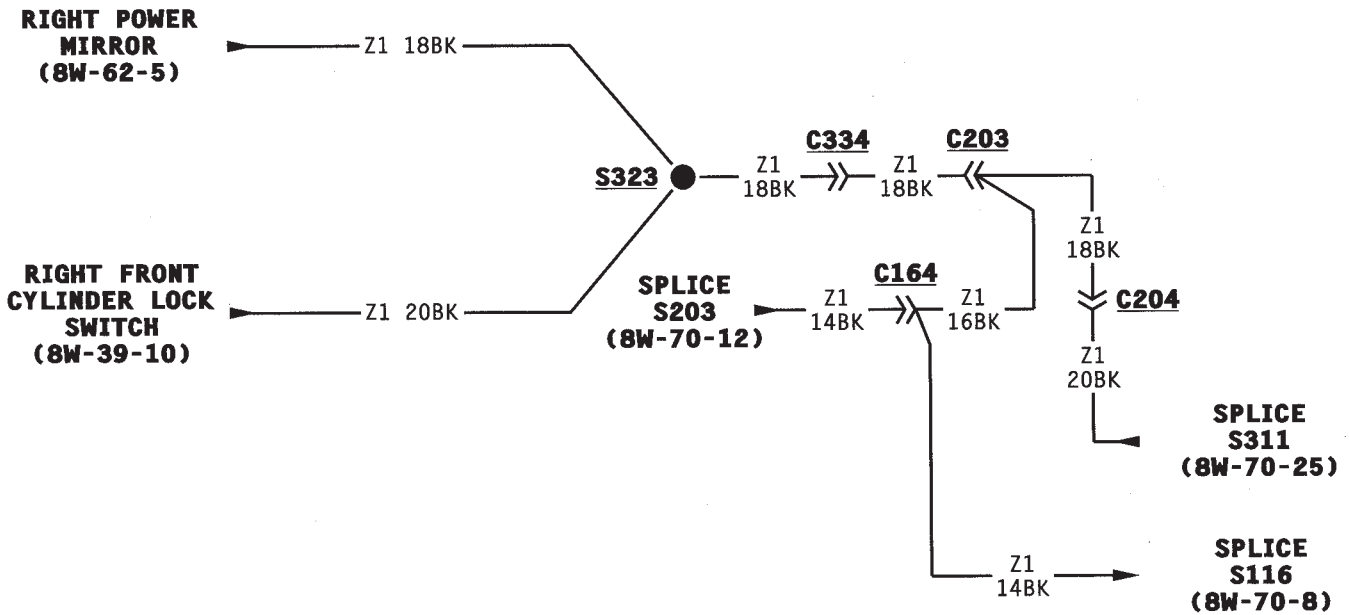 RIGHT POWER
MIRROR
(8W-62-5)
Z1 18BK
S323
Z1
18BK
C334
Z1
18BK
C203
Z1
18BK
C204
Z1
20BK
RIGHT FRONT
CYLINDER LOCK
SWITCH
(8W-39-10)
Z1 20BK
SPLICE
S203
(8W-70-12)
Z1
14BK
C164
Z1
16BK
SPLICE
S311
(8W-70-25)
Z1
14BK
SPLICE
S116
(8W-70-8)